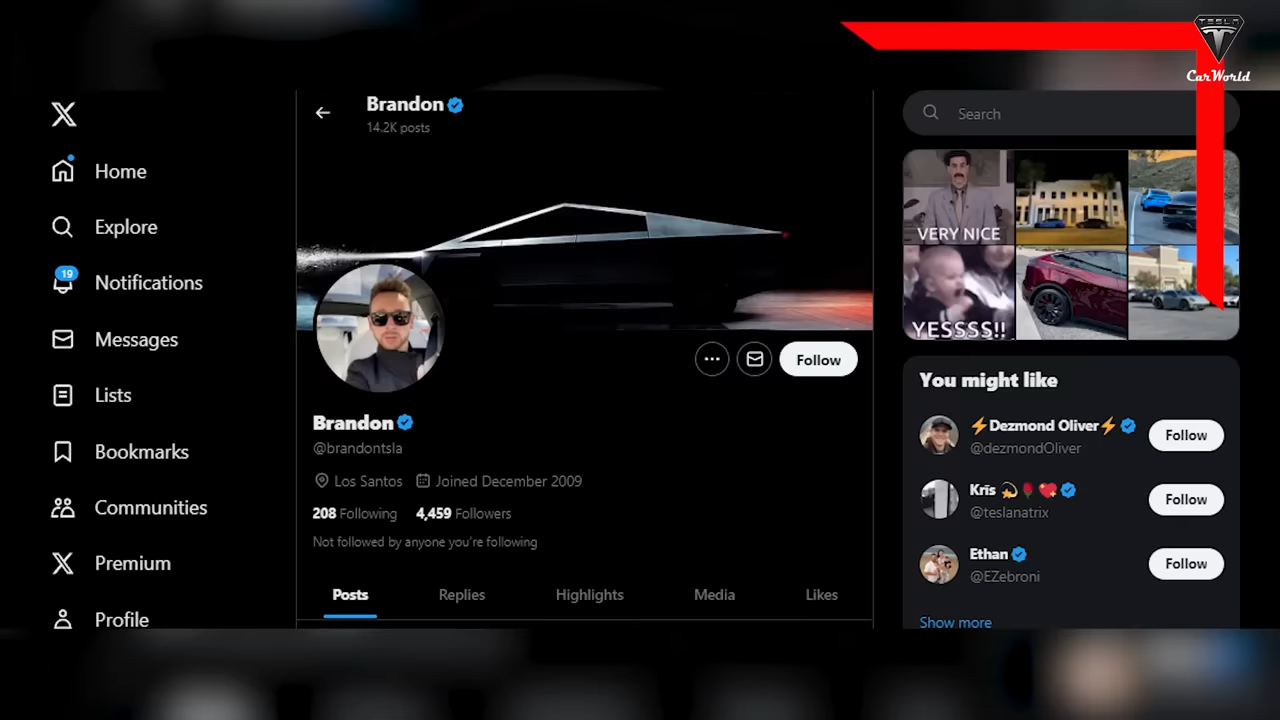 TESLA
CarWorld
Home
Explore
19
Notifications
Messages
Lists
Bookmarks
Communities
Premium
Profile
Brandon
14.2K posts
Follow
Brandon
@brandontsla
Los Santos Joined December 2009
208 Following 4,459 Followers
Not followed by anyone you're following
Posts Replies Highlights Media Likes
Search
VERY NICE
YESSSS!!
You might like
⚡Dezmond Oliver⚡
@dezmondOliver
Follow
Krīs 💫🌹💖
@teslanatrix
Follow
Ethan
@EZebroni
Follow
Show more